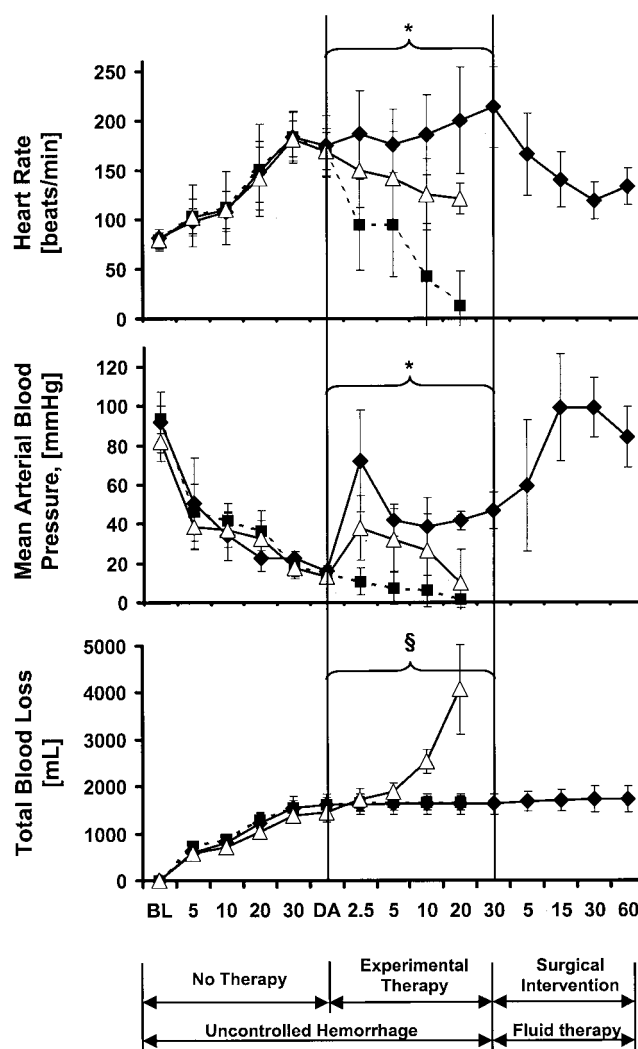 *
250
200
150
100
50
0
Heart Rate
[beats/min]
*
120
100
80
60
40
20
0
Mean Arterial Blood
Pressure, [mmHg]
§
5000
4000
3000
2000
1000
0
Total Blood Loss
[mL]
BL 5 10 20 30 DA 2.5 5 10 20 30 5 15 30 60
No Therapy
Experimental
Therapy
Surgical
Intervention
Uncontrolled Hemorrhage
Fluid therapy